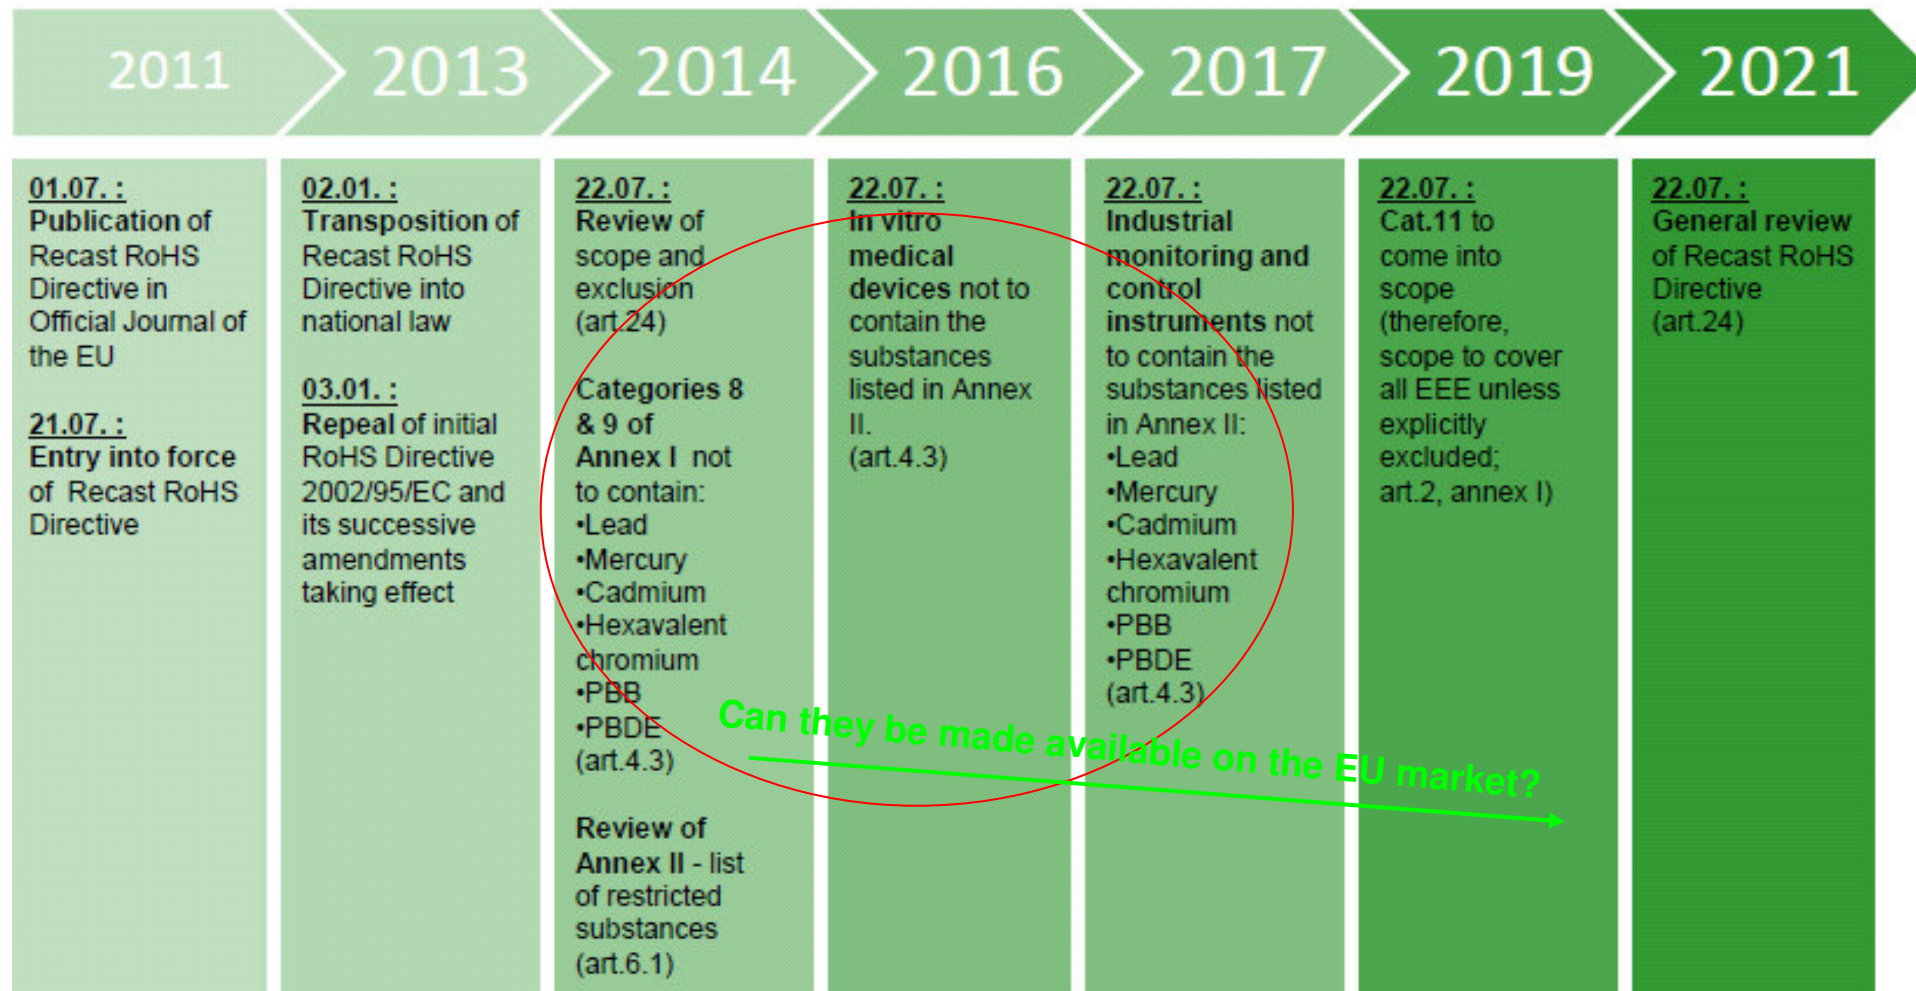 2011
2013
2014
2016
2017
2019
2021
01.07. :
Publication of
Recast RoHS
Directive in
Official Journal of
the EU
21.07. :
Entry into force
of Recast RoHS
Directive
02.01. :
Transposition of
Recast RoHS
Directive into
national law
03.01. :
Repeal of initial
RoHS Directive
2002/95/EC and
its successive
amendments
taking effect
22.07. :
Review of
scope and
exclusion
(art.24)
Categories 8
& 9 of
Annex I not
to contain:
•Lead
•Mercury
•Cadmium
•Hexavalent
chromium
•PBB
•PBDE
(art.4.3)
Review of
Annex II - list
of restricted
substances
(art.6.1)
22.07. :
In vitro
medical
devices not to
contain the
substances
listed in Annex
II.
(art.4.3)
22.07. :
Industrial
monitoring and
control
instruments not
to contain the
substances listed
in Annex II:
•Lead
•Mercury
•Cadmium
•Hexavalent
chromium
•PBB
•PBDE
(art.4.3)
22.07. :
Cat.11 to
come into
scope
(therefore,
scope to cover
all EEE unless
explicitly
excluded;
art.2, annex I)
22.07. :
General review
of Recast RoHS
Directive
(art.24)
Can they be made available on the EU market?